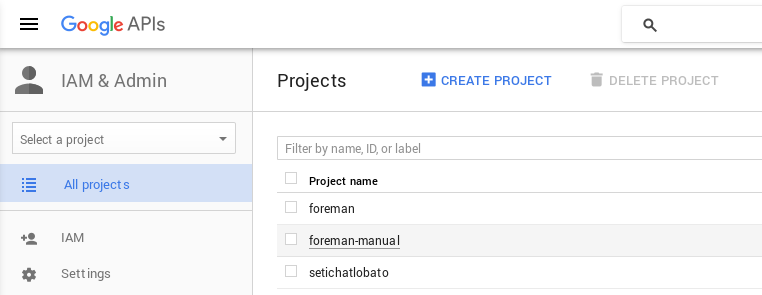 Google APIs
IAM & Admin
Projects
CREATE PROJECT
DELETE PROJECT
Select a project
Filter by name, ID, or label
All projects
Project name
foreman
IAM
foreman-manual
Settings
setichatlobato